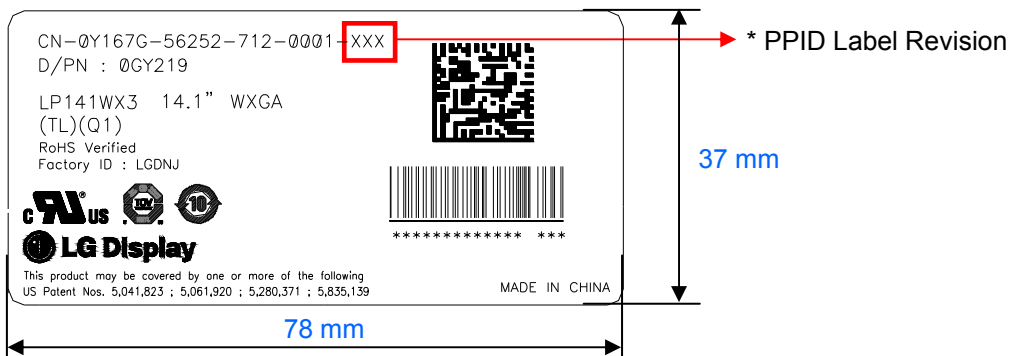 CN-0Y167G-56252-712-0001-XXX
* PPID Label Revision
D/PN : 0GY219
LP141WX3 14.1" WXGA
(TL)(Q1)
RoHS Verified
Factory ID : LGDNJ
37 mm
c RU US TÜV 10
************* ***
LG Display
This product may be covered by one or more of the following
US Patent Nos. 5,041,823 ; 5,061,920 ; 5,280,371 ; 5,835,139
MADE IN CHINA
78 mm